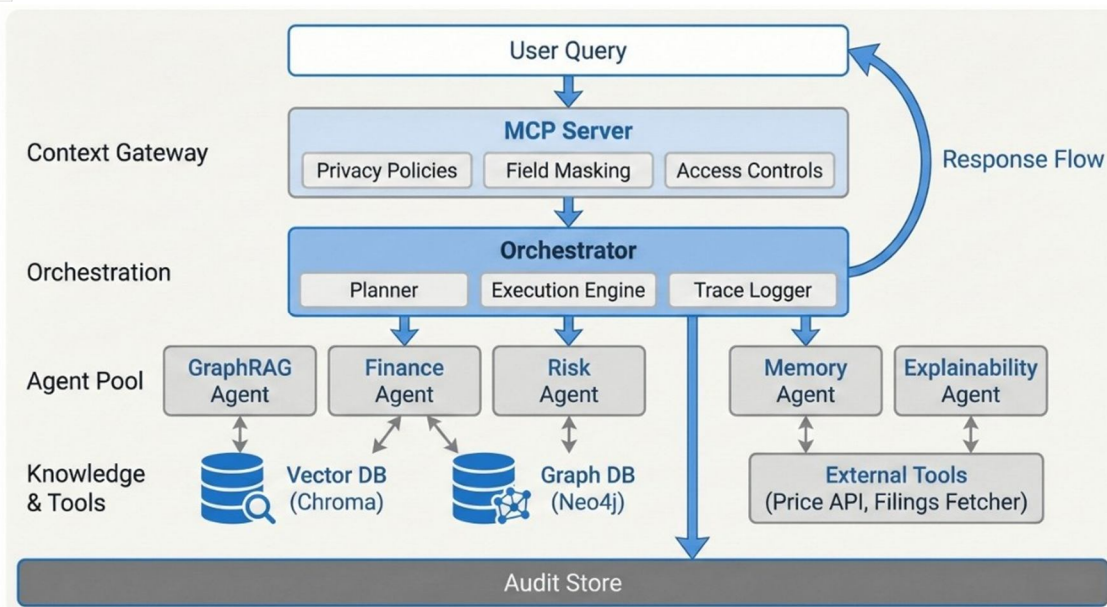 User Query
Context Gateway
MCP Server
Privacy Policies
Field Masking
Access Controls
Response Flow
Orchestration
Orchestrator
Planner
Execution Engine
Trace Logger
Agent Pool
GraphRAG
Agent
Finance
Agent
Risk
Agent
Memory
Agent
Explainability
Agent
Knowledge
& Tools
Vector DB
(Chroma)
Graph DB
(Neo4j)
External Tools
(Price API, Filings Fetcher)
Audit Store